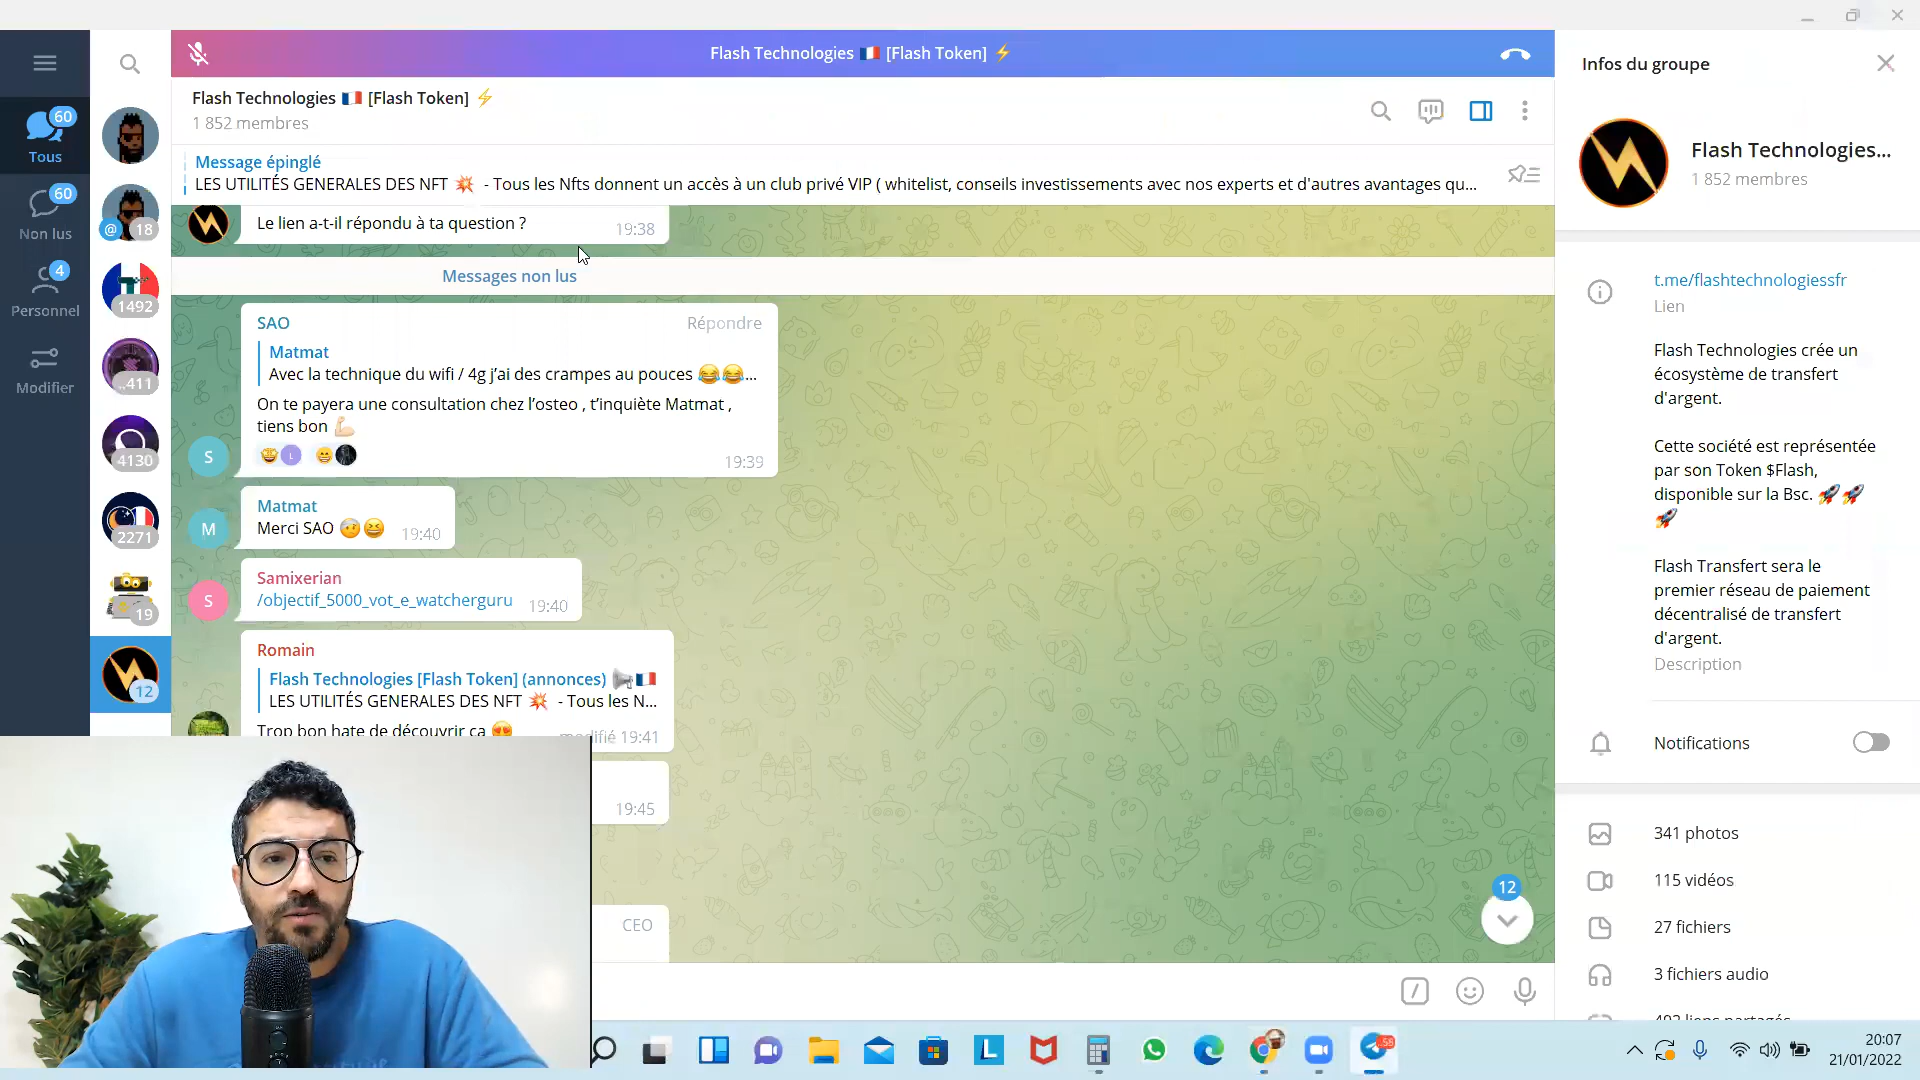 Flash Technologies 🇫🇷 [Flash Token] ⚡
Flash Technologies 🇫🇷 [Flash Token] ⚡
1 852 membres
Message épinglé
LES UTILITÉS GENERALES DES NFT 💥 - Tous les Nfts donnent un accès à un club privé VIP ( whitelist, conseils investissements avec nos experts et d'autres avantages qu...
60
Tous
60
Non lus
4
Personnel
Modifier
@ 18
1492
..411
4130
2271
19
12
Le lien a-t-il répondu à ta question ?
19:38
Messages non lus
SAO
Répondre
Matmat
Avec la technique du wifi / 4g j’ai des crampes au pouces 😂😂...
On te payera une consultation chez l’osteo , t’inquiète Matmat ,
tiens bon 💪🏻
L
19:39
S
Matmat
Merci SAO 🤕😆
19:40
M
Samixerian
/objectif_5000_vot_e_watcherguru
19:40
S
Romain
Flash Technologies [Flash Token] (annonces) 📢🇫🇷
LES UTILITÉS GENERALES DES NFT 💥 - Tous les N...
Trop bon hate de découvrir ça 😍
modifié 19:41
19:45
CEO
12
Infos du groupe
Flash Technologies...
1 852 membres
t.me/flashtechnologiessfr
Lien
Flash Technologies crée un
écosystème de transfert
d'argent.
Cette société est représentée
par son Token $Flash,
disponible sur la Bsc. 🚀🚀
🚀
Flash Transfert sera le
premier réseau de paiement
décentralisé de transfert
d'argent.
Description
Notifications
341 photos
115 vidéos
27 fichiers
3 fichiers audio
L
20:07
21/01/2022